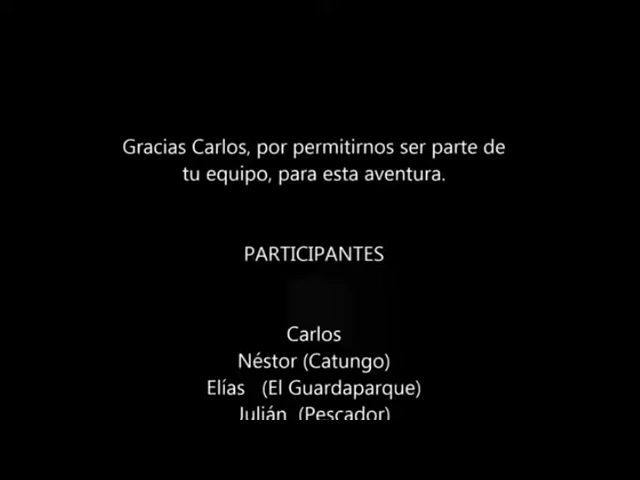 Gracias Carlos, por permitirnos ser parte de
tu equipo, para esta aventura.
PARTICIPANTES
Carlos
Néstor (Catungo)
Elías (El Guardaparque)
Julián (Pescador)